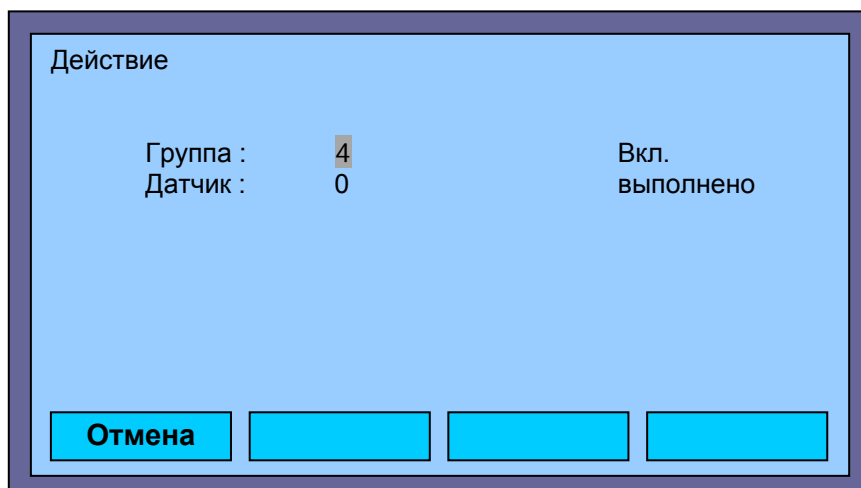 Действие
Группа : 4 Вкл.
Датчик : 0 выполнено
Отмена